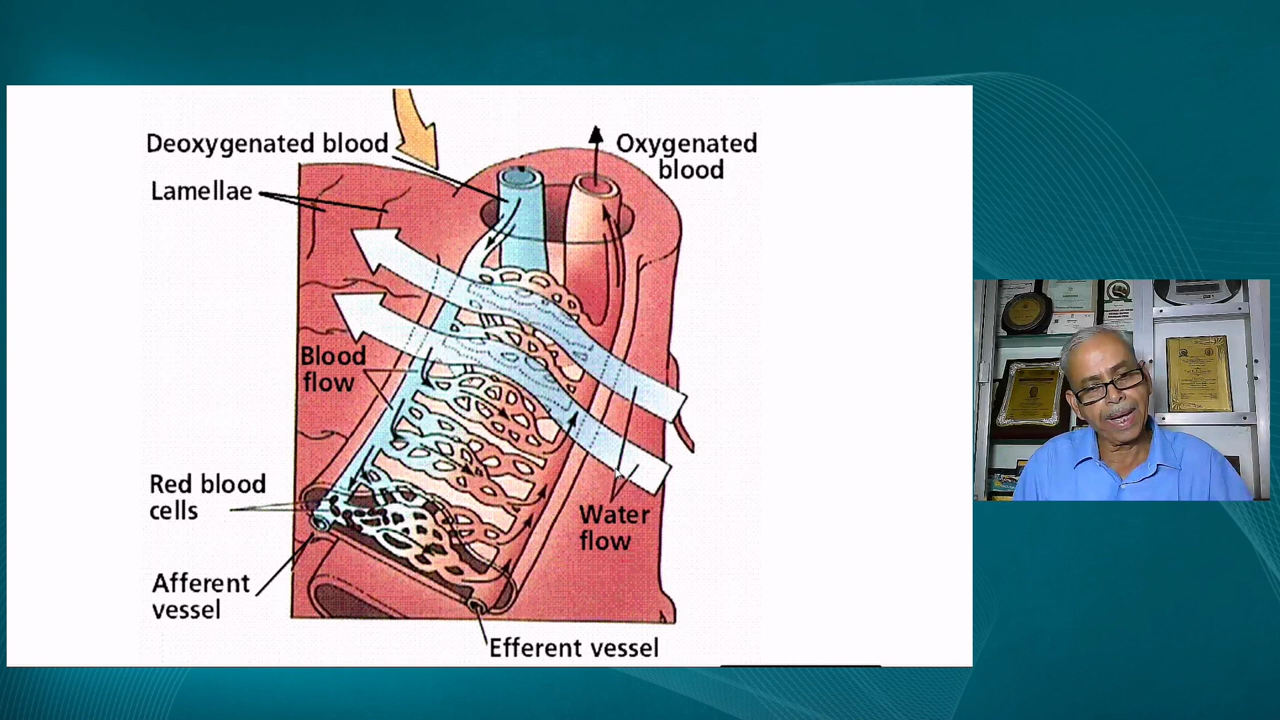 Deoxygenated blood
Oxygenated
blood
Lamellae
Blood
flow
Red blood
cells
Water
flow
Afferent
vessel
Efferent vessel